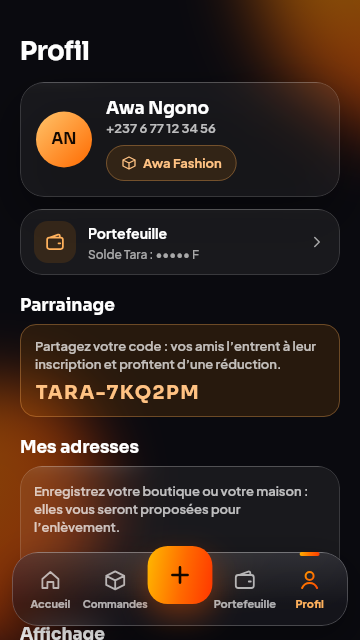 Profil
AN
Awa Ngono
+237 6 77 12 34 56
Awa Fashion
Portefeuille
Solde Tara : ••••• F
Parrainage
Partagez votre code : vos amis l'entrent à leur
inscription et profitent d'une réduction.
TARA-7KQ2PM
Mes adresses
Enregistrez votre boutique ou votre maison :
elles vous seront proposées pour
l'enlèvement.
Accueil
Commandes
+
Portefeuille
Profil
Affichage